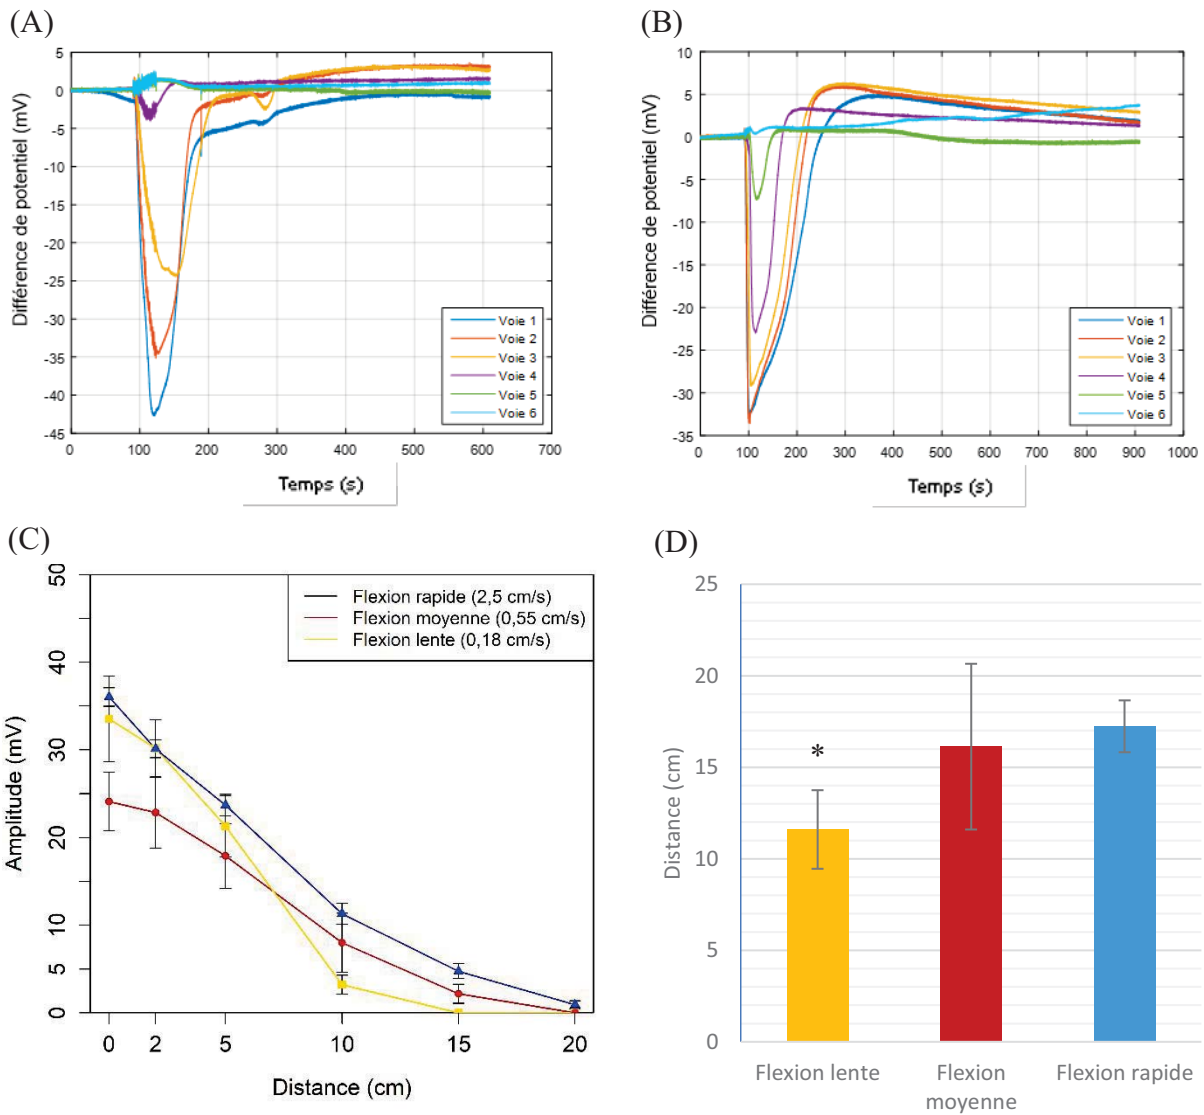 (A)
5
0
-5
-10
-15
-20
-25
-30
-35
-40
-45
Différence de potentiel (mV)
0 100 200 300 400 500 600 700
Temps (s)
Voie 1
Voie 2
Voie 3
Voie 4
Voie 5
Voie 6
(B)
10
5
0
-5
-10
-15
-20
-25
-30
-35
Différence de potentiel (mV)
0 100 200 300 400 500 600 700 800 900 1000
Temps (s)
Voie 1
Voie 2
Voie 3
Voie 4
Voie 5
Voie 6
(C)
Flexion rapide (2,5 cm/s)
Flexion moyenne (0,55 cm/s)
Flexion lente (0,18 cm/s)
50
40
30
20
10
5
0
Amplitude (mV)
0 2 5 10 15 20
Distance (cm)
(D)
25
20
15
10
5
0
Distance (cm)
*
Flexion lente
Flexion
moyenne
Flexion rapide